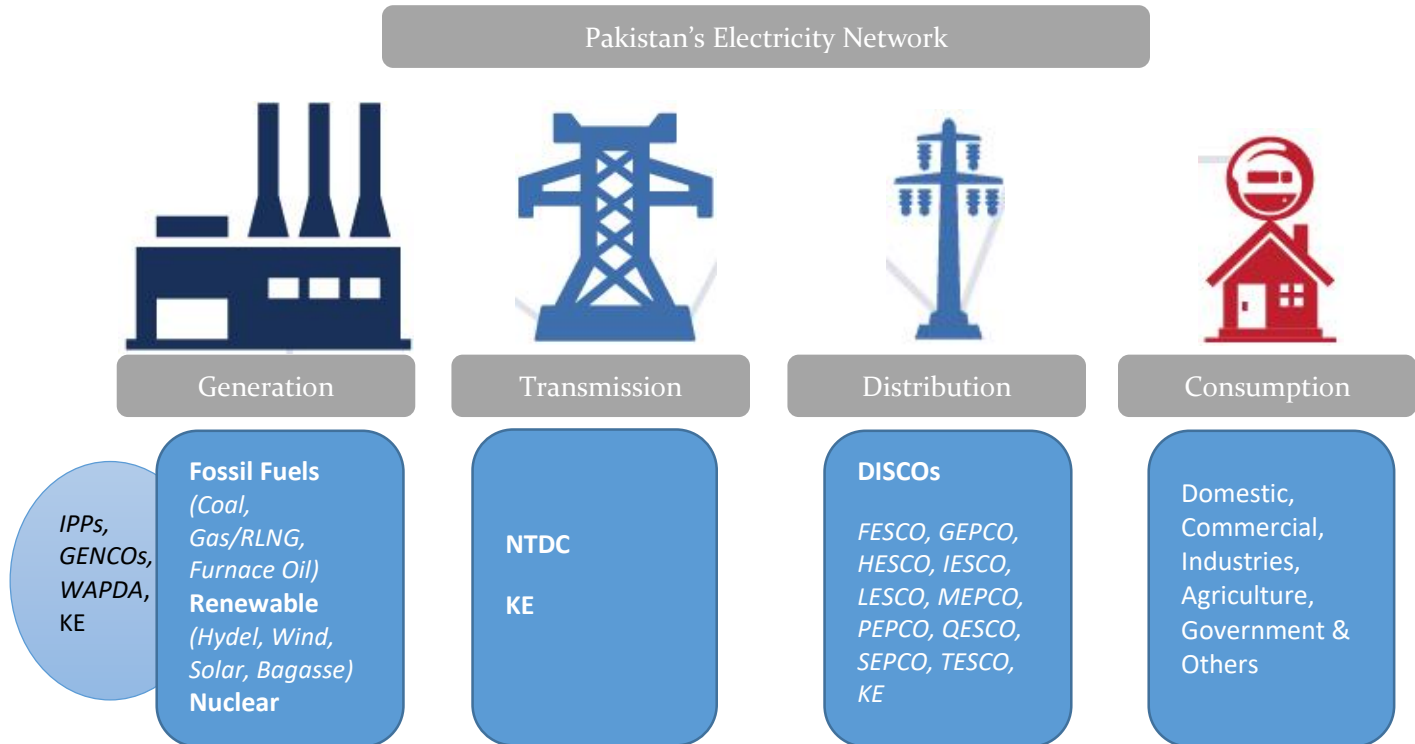 Pakistan’s Electricity Network
Generation
Transmission
Distribution
Consumption
IPPs,
GENCOs,
WAPDA,
KE
Fossil Fuels
(Coal,
Gas/RLNG,
Furnace Oil)
Renewable
(Hydel, Wind,
Solar, Bagasse)
Nuclear
NTDC
KE
DISCOs
FESCO, GEPCO,
HESCO, IESCO,
LESCO, MEPCO,
PEPCO, QESCO,
SEPCO, TESCO,
KE
Domestic,
Commercial,
Industries,
Agriculture,
Government &
Others